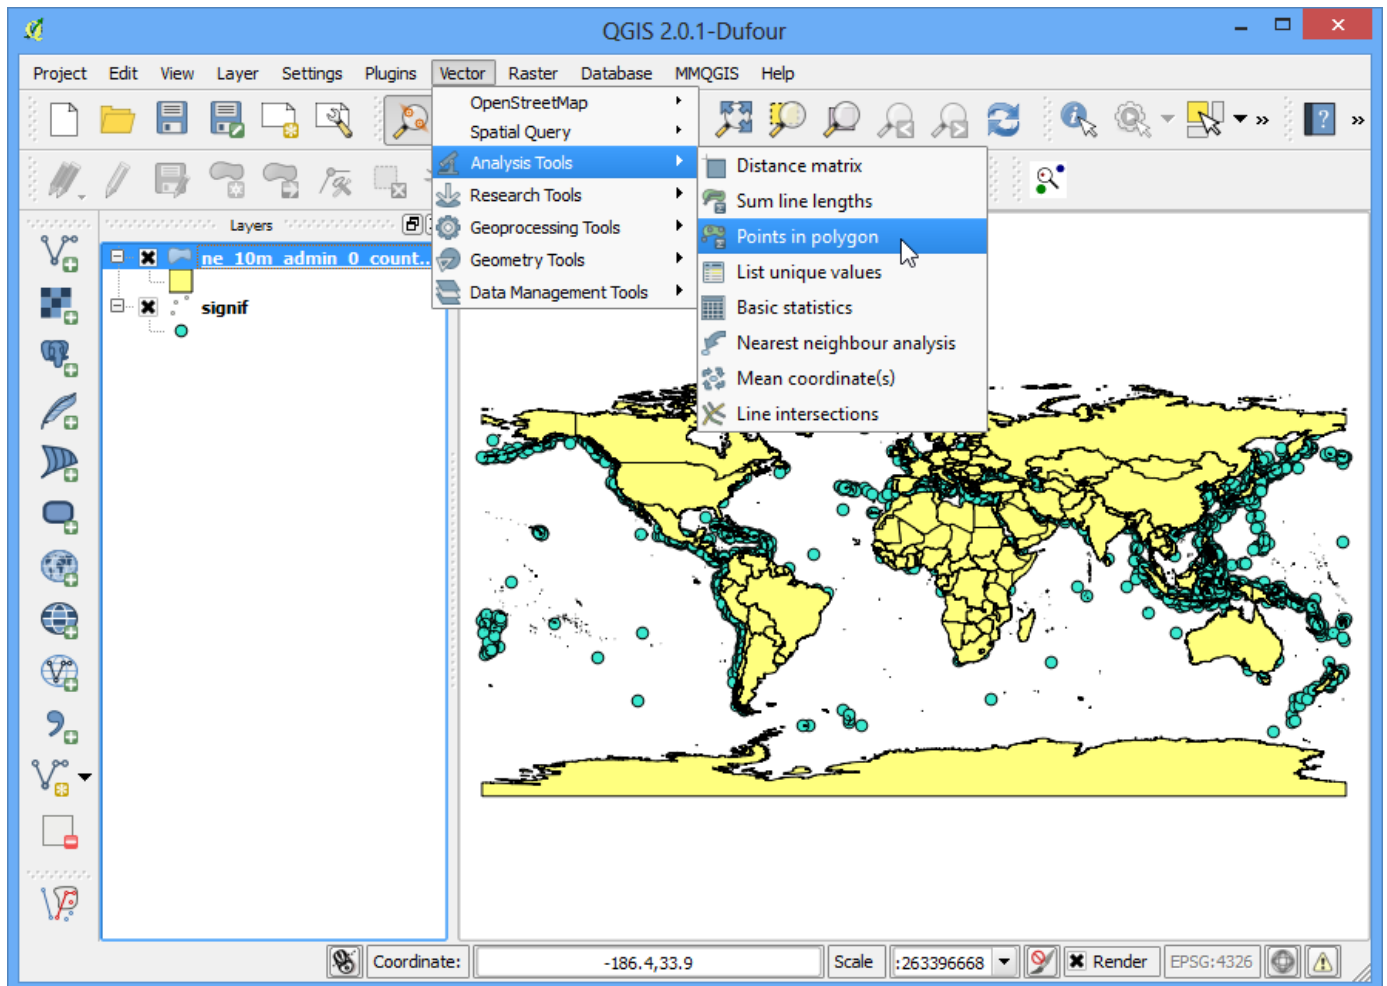 QGIS 2.0.1-Dufour
Project Edit View Layer Settings Plugins Vector Raster Database MMQGIS Help
OpenStreetMap
Spatial Query
Analysis Tools
Research Tools
Geoprocessing Tools
Geometry Tools
Data Management Tools
Distance matrix
Sum line lengths
Points in polygon
List unique values
Basic statistics
Nearest neighbour analysis
Mean coordinate(s)
Line intersections
Layers
ne_10m_admin_0_count...
signif
Coordinate: -186.4,33.9 Scale :263396668 Render EPSG:4326